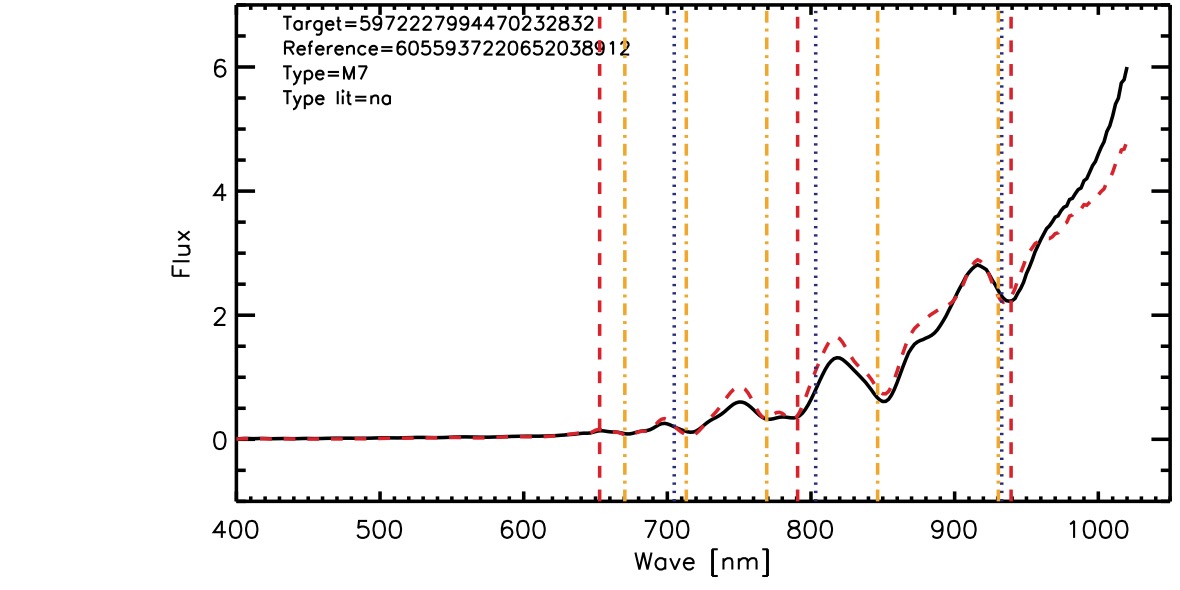 Target=5972227994470232832
Reference=6055937220652038912
Type=M7
Type lit=na
6
4
2
0
Flux
400 500 600 700 800 900 1000
Wave [nm]